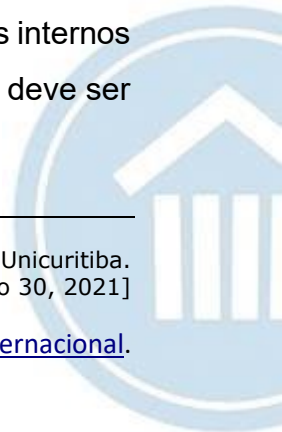 s internos
deve ser
Unicuritiba.
o 30, 2021]
ernacional.